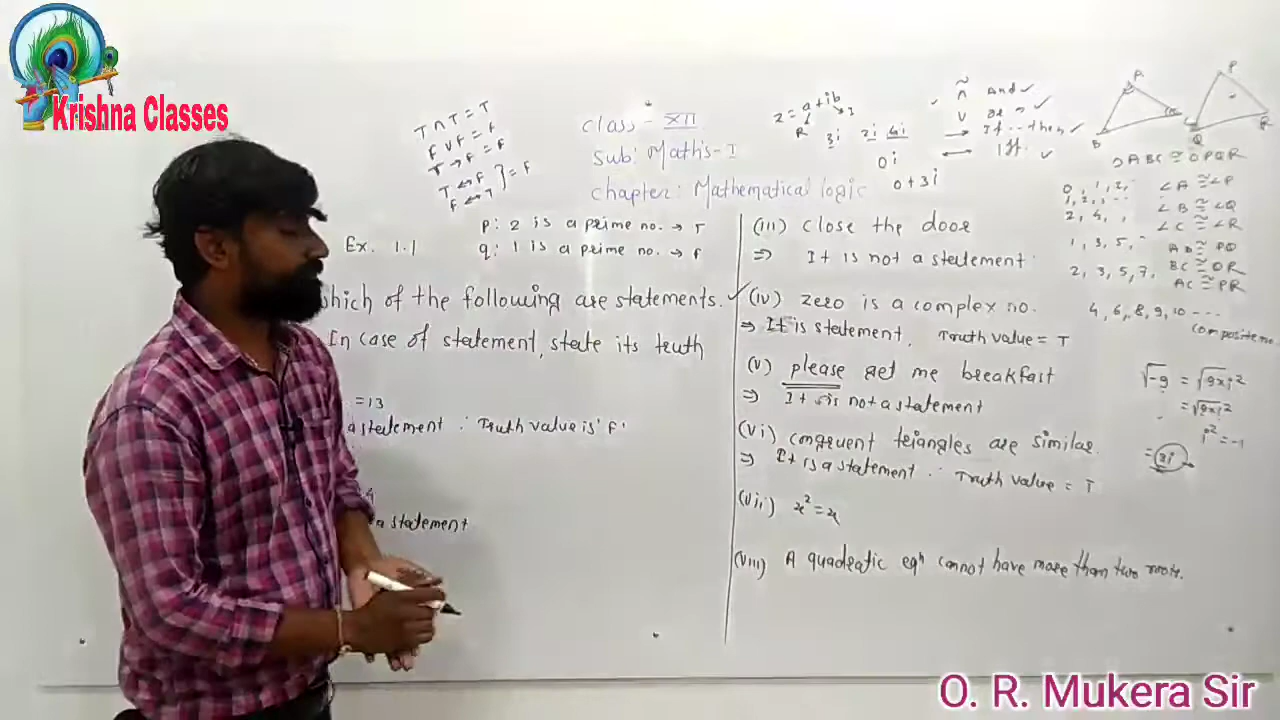 Krishna Classes
T ∩ T = T
F ∨ F = F
T → F = F
T ↔ F
F ↔ T } = F
class - XII
sub: Maths - I
chapter: Mathematical logic
z = a + ib
R I
3i 2i 4i
0i
0 + 3i
~
∩ And ✓
∨ or ✓
→ If...then ✓
↔ Iff. ✓
Ex. 1.1
p: 2 is a prime no. → T
q: 1 is a prime no. → F
which of the following are statements.
In case of statement, state its truth
= 13
a statement ∴ Truth value is 'F'
a statement
(iii) close the door
⇒ It is not a statement.
(iv) zero is a complex no.
⇒ It is statement, Truth value = T
(v) please get me breakfast
⇒ It is not a statement
(vi) congruent triangles are similar.
⇒ It is a statement ∴ Truth value = T
(vii) x² = x
(viii) A quadratic eqⁿ cannot have more than two roots.
A
B
P
Q R
Δ ABC ≅ Δ PQR
∠A ≅ ∠P
∠B ≅ ∠Q
∠C ≅ ∠R
AB ≅ PQ
BC ≅ QR
AC ≅ PR
0, 1, 2,
1, 2, ...
2, 4, ,
1, 3, 5, -
2, 3, 5, 7,
4, 6, 8, 9, 10 ----
composite no.
√-9 = √9×i²
= √9×i²
i² = -1
= 3i
O. R. Mukera Sir